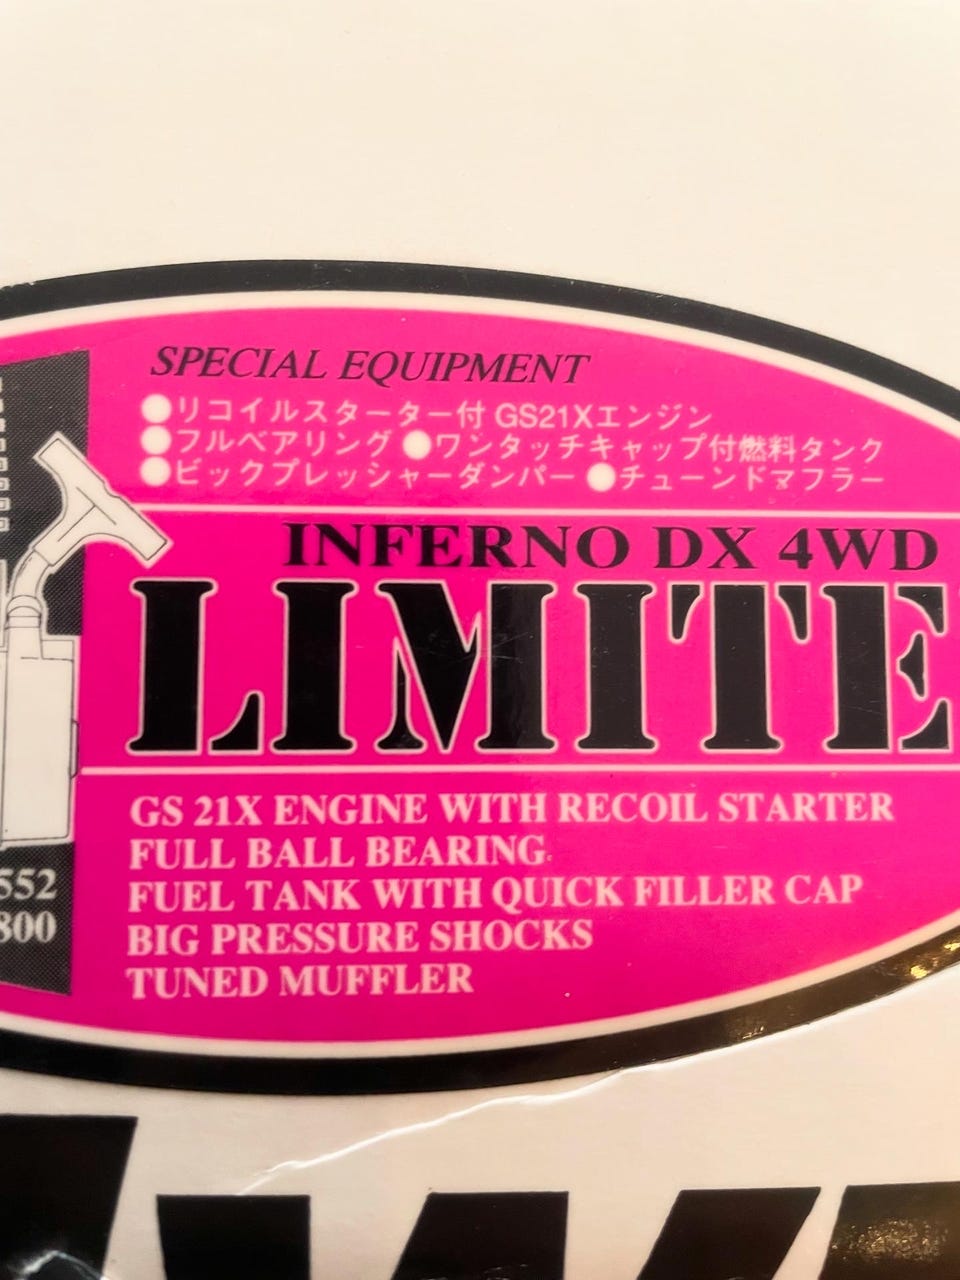 SPECIAL EQUIPMENT
●リコイルスターター付 GS21Xエンジン
●フルベアリング ●ワンタッチキャップ付燃料タンク
●ビックプレッシャーダンパー ●チューンドマフラー
INFERNO DX 4WD
LIMITE
GS 21X ENGINE WITH RECOIL STARTER
FULL BALL BEARING
FUEL TANK WITH QUICK FILLER CAP
BIG PRESSURE SHOCKS
TUNED MUFFLER
552
800